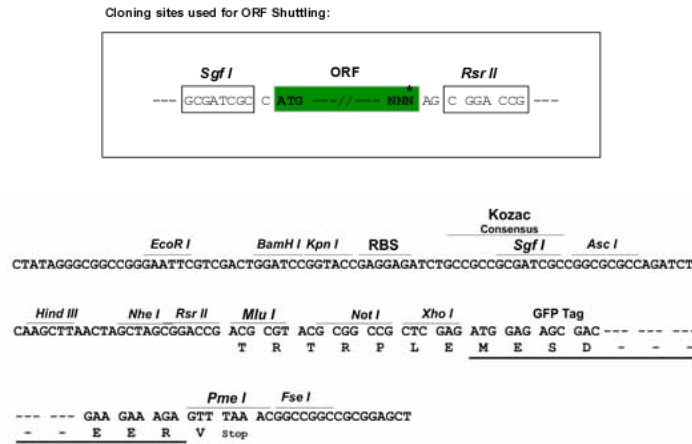 Cloning sites used for ORF Shuttling:
Sgf I ORF Rsr II
*
--- GCGATCGC C ATG ---//--- NNN AG C GGA CCG ---
Kozac
Consensus
EcoR I BamH I Kpn I RBS Sgf I Asc I
CTATAGGGCGGCCGGGAATTCGTCGACTGGATCCGGTACCGAGGAGATCTGCCGCCGCGATCGCCGGCGCGCCAGATCT
Hind III Nhe I Rsr II Mlu I Not I Xho I GFP Tag
CAAGCTTAACTAGCTAGCGGACCG ACG CGT ACG CGG CCG CTC GAG ATG GAG AGC GAC--- --- ---
T R T R P L E M E S D - - -
Pme I Fse I
--- --- GAA GAA AGA GTT TAA ACGGCCGGCCGCGGAGCT
- - E E R V Stop